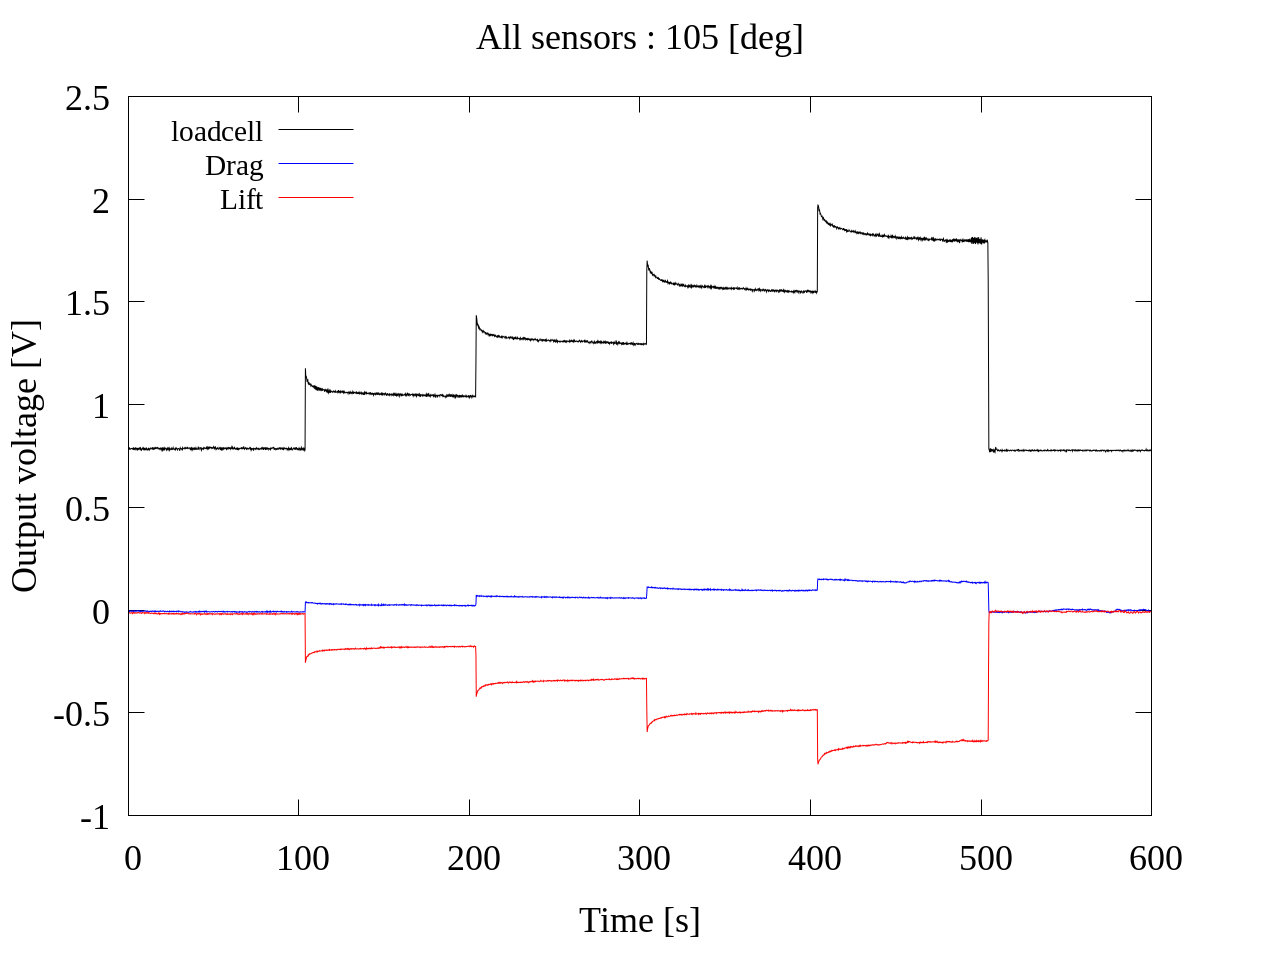 All sensors : 105 [deg]
2.5
2
1.5
1
0.5
0
-0.5
-1
loadcell
Drag
Lift
Output voltage [V]
0 100 200 300 400 500 600
Time [s]